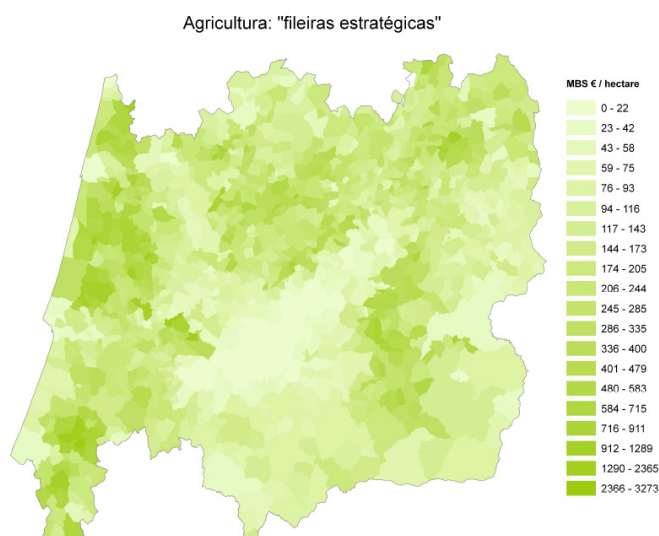 Agricultura: "fileiras estratégicas"
MBS € / hectare
0 - 22
23 - 42
43 - 58
59 - 75
76 - 93
94 - 116
117 - 143
144 - 173
174 - 205
206 - 244
245 - 285
286 - 335
336 - 400
401 - 479
480 - 583
584 - 715
716 - 911
912 - 1289
1290 - 2365
2366 - 3273